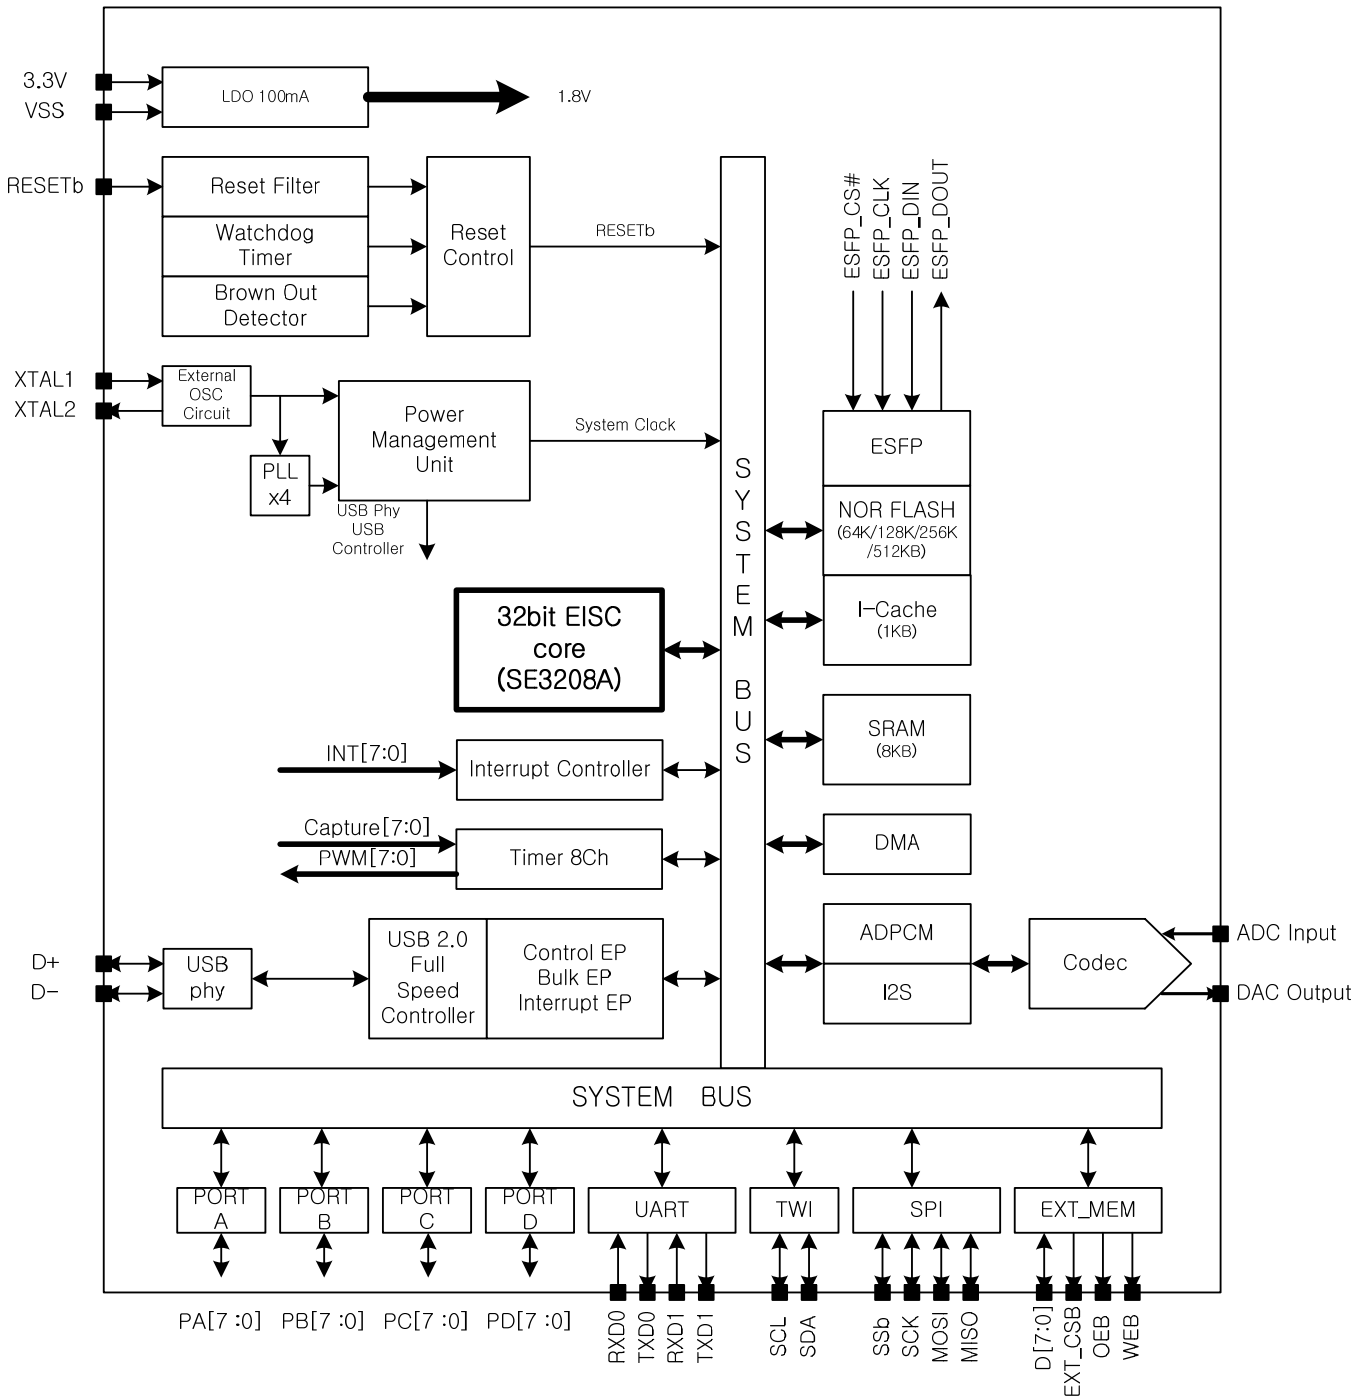 3.3V
VSS
LDO 100mA
1.8V
RESETb
Reset Filter
Watchdog
Timer
Brown Out
Detector
Reset
Control
RESETb
ESFP_CS#
ESFP_CLK
ESFP_DIN
ESFP_DOUT
XTAL1
XTAL2
External
OSC
Circuit
PLL
x4
Power
Management
Unit
System Clock
USB Phy
USB
Controller
ESFP
NOR FLASH
(64K/128K/256K
/512KB)
I-Cache
(1KB)
SYSTEM BUS
32bit EISC
core
(SE3208A)
SRAM
(8KB)
INT[7:0]
Interrupt Controller
Capture[7:0]
PWM[7:0]
Timer 8Ch
DMA
D+
D-
USB
phy
USB 2.0
Full
Speed
Controller
Control EP
Bulk EP
Interrupt EP
ADPCM
I2S
Codec
ADC Input
DAC Output
SYSTEM BUS
PORT
A
PORT
B
PORT
C
PORT
D
UART
TWI
SPI
EXT_MEM
PA[7 :0]
PB[7 :0]
PC[7 :0]
PD[7 :0]
RXD0
TXD0
RXD1
TXD1
SCL
SDA
SSb
SCK
MOSI
MISO
D[7:0]
EXT_CSB
OEB
WEB